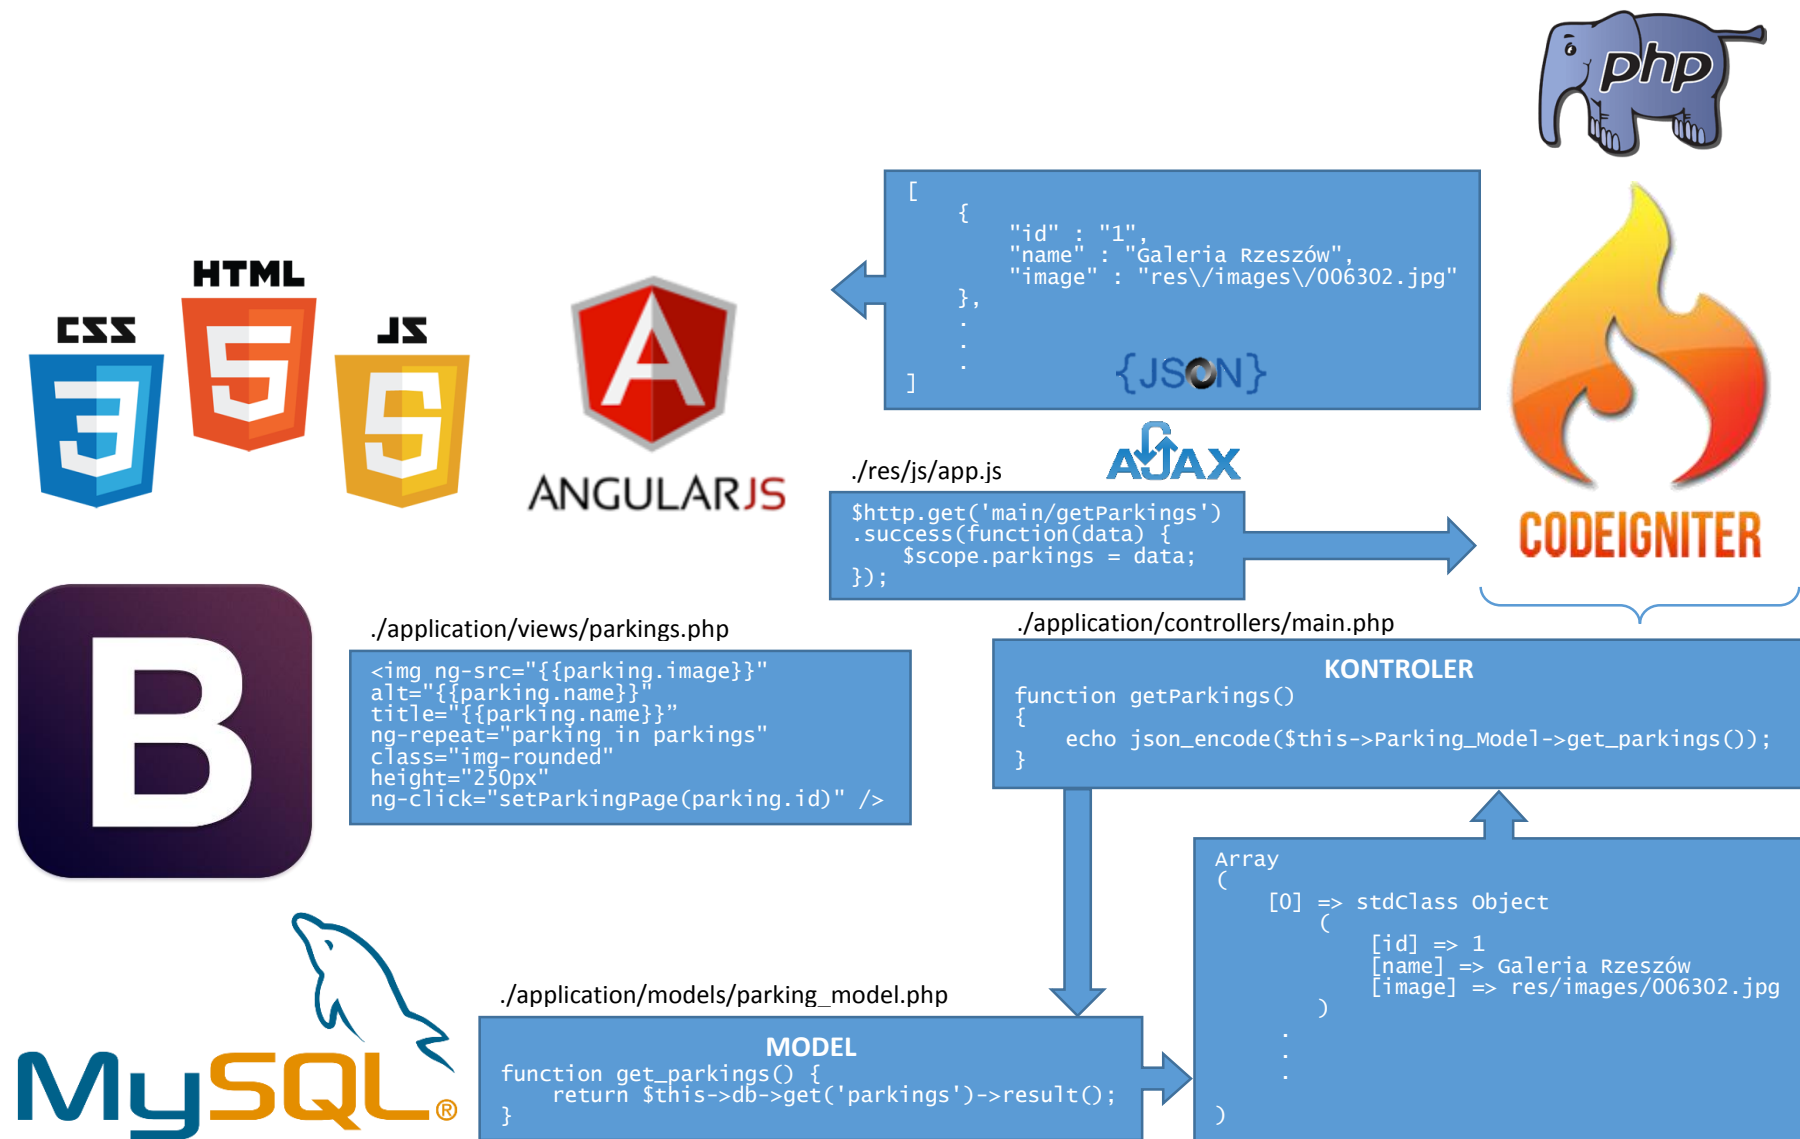 php
[
{
"id" : "1",
"name" : "Galeria Rzeszów",
"image" : "res\/images\/006302.jpg"
},
.
.
.
]
{JSON}
HTML
5
CSS
3
JS
5
A
ANGULARJS
AJAX
./res/js/app.js
$http.get('main/getParkings')
.success(function(data) {
$scope.parkings = data;
});
CODEIGNITER
B
./application/views/parkings.php
<img ng-src="{{parking.image}}"
alt="{{parking.name}}"
title="{{parking.name}}"
ng-repeat="parking in parkings"
class="img-rounded"
height="250px"
ng-click="setParkingPage(parking.id)" />
./application/controllers/main.php
KONTROLER
function getParkings()
{
echo json_encode($this->Parking_Model->get_parkings());
}
Array
(
[0] => stdClass Object
(
[id] => 1
[name] => Galeria Rzeszów
[image] => res/images/006302.jpg
)
.
.
.
)
./application/models/parking_model.php
MODEL
function get_parkings() {
return $this->db->get('parkings')->result();
}
MySQL®